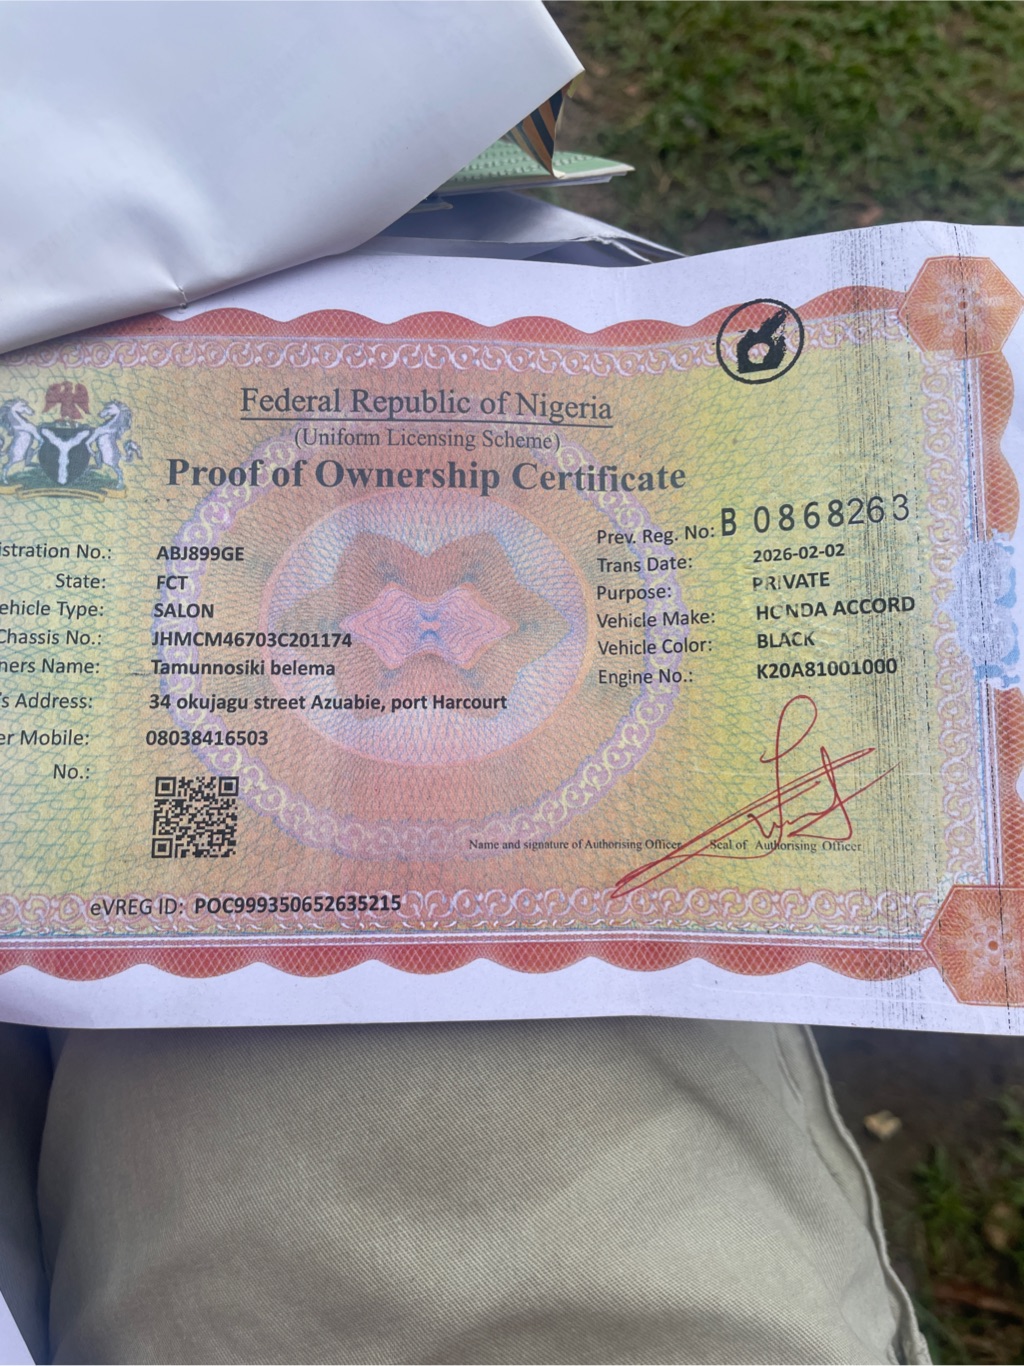 Federal Republic of Nigeria
(Uniform Licensing Scheme)
Proof of Ownership Certificate
istration No.: ABJ899GE
State: FCT
ehicle Type: SALON
Chassis No.: JHMCM46703C201174
ners Name: Tamunnosiki belema
's Address: 34 okujagu street Azuabie, port Harcourt
er Mobile: 08038416503
No.:
Prev. Reg. No: B 0868263
Trans Date: 2026-02-02
Purpose: PRIVATE
Vehicle Make: HONDA ACCORD
Vehicle Color: BLACK
Engine No.: K20A81001000
Name and signature of Authorising Officer
Seal of Authorising Officer
eVREG ID: POC999350652635215